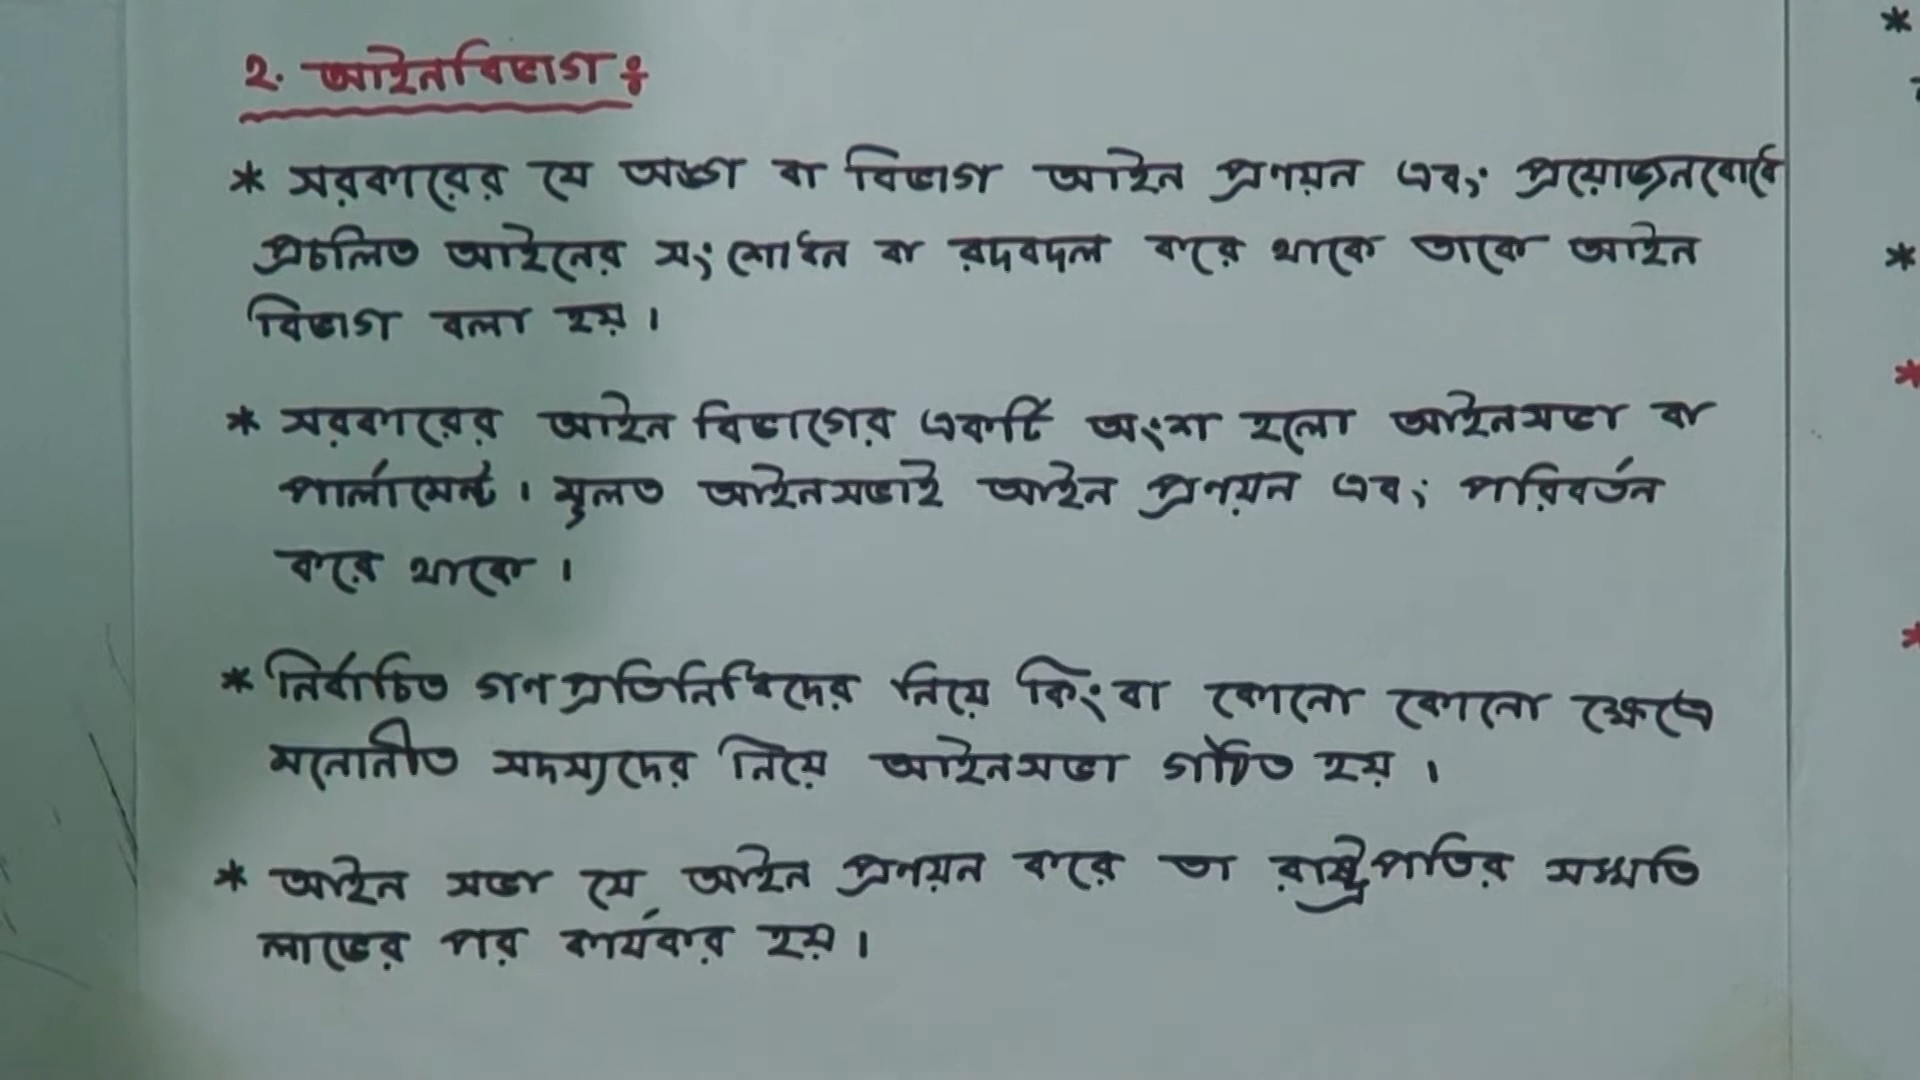 ২. আইনবিভাগ ঃ
* সরকারের যে অঙ্গ বা বিভাগ আইন প্রণয়ন এবং প্রয়োজনবোধে
প্রচলিত আইনের সংশোধন বা রদবদল করে থাকে তাকে আইন
বিভাগ বলা হয়।
* সরকারের আইন বিভাগের একটি অংশ হলো আইনসভা বা
পার্লামেন্ট। মূলত আইনসভাই আইন প্রণয়ন এবং পরিবর্তন
করে থাকে।
* নির্বাচিত গণপ্রতিনিধিদের নিয়ে কিংবা কোনো কোনো ক্ষেত্রে
মনোনীত সদস্যদের নিয়ে আইনসভা গঠিত হয়।
* আইন সভা যে আইন প্রণয়ন করে তা রাষ্ট্রপতির সম্মতি
লাভের পর কার্যকর হয়।